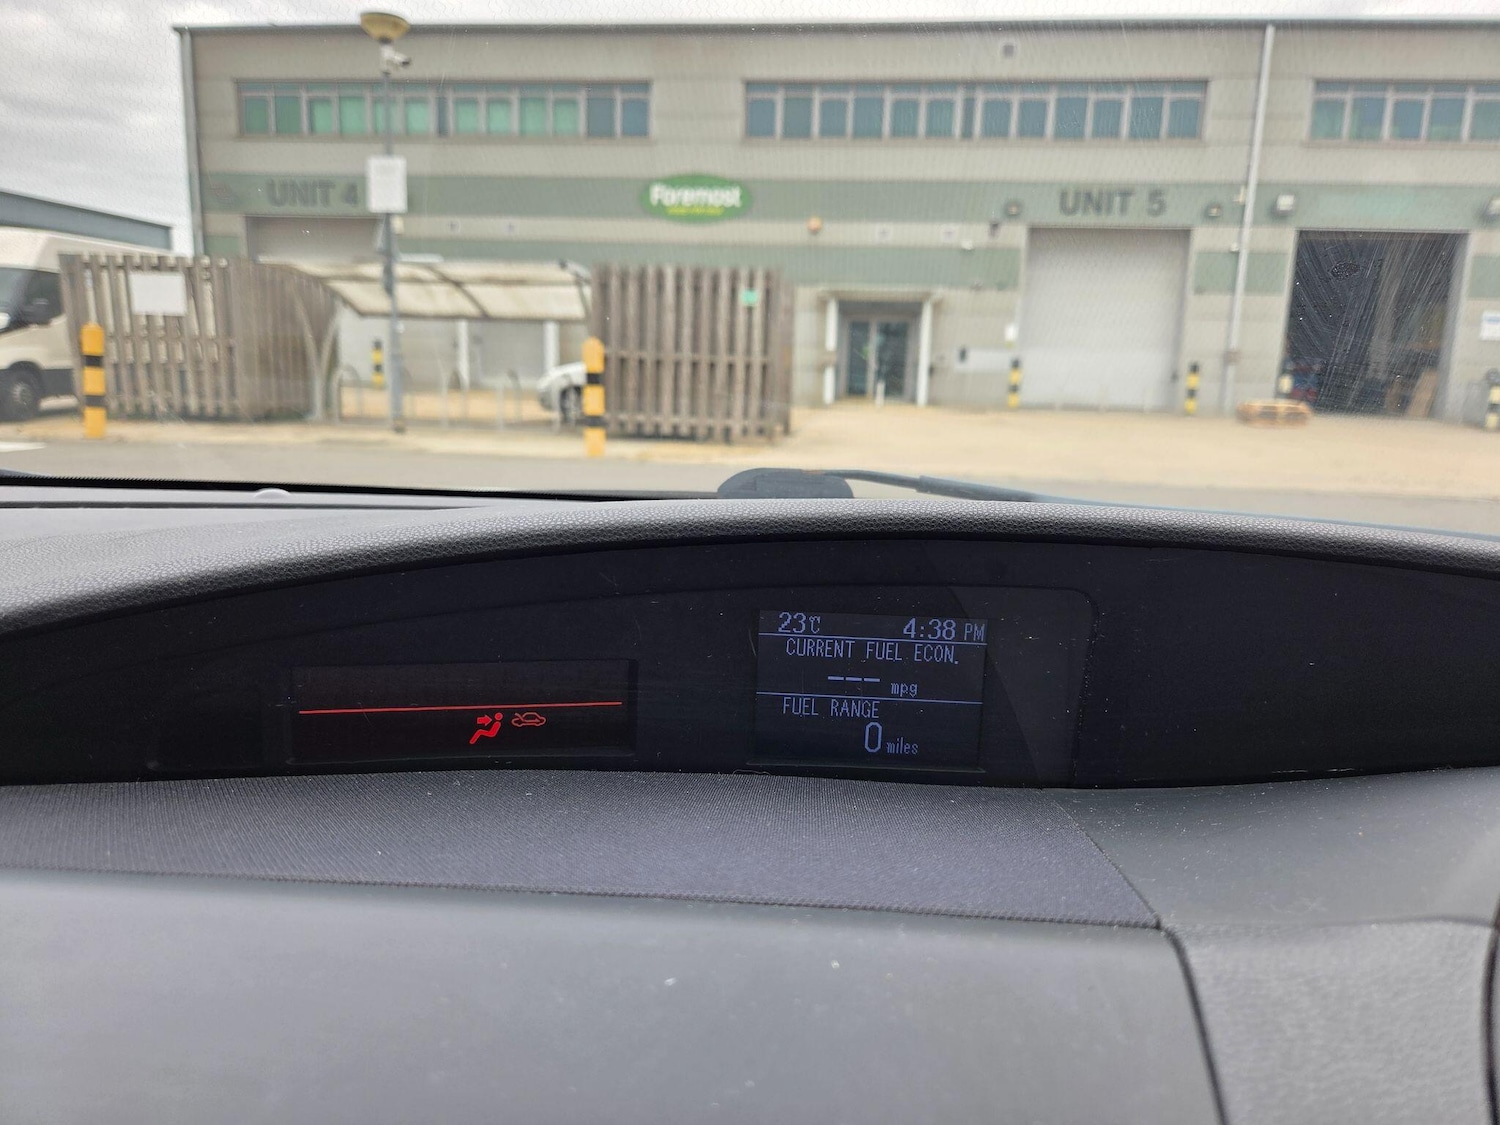 UNIT 4
Foremost
UNIT 5
23℃ 4:38 PM
CURRENT FUEL ECON.
--- mpg
FUEL RANGE
0 miles